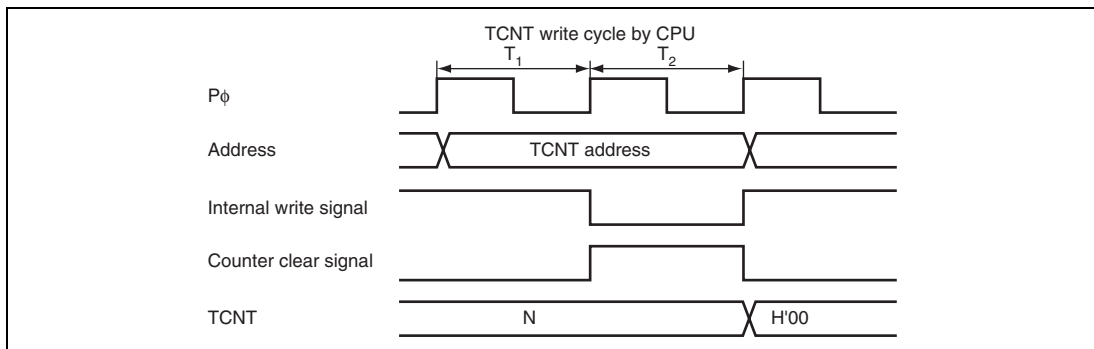 TCNT write cycle by CPU
T1 T2
Pφ
Address TCNT address
Internal write signal
Counter clear signal
TCNT N H'00